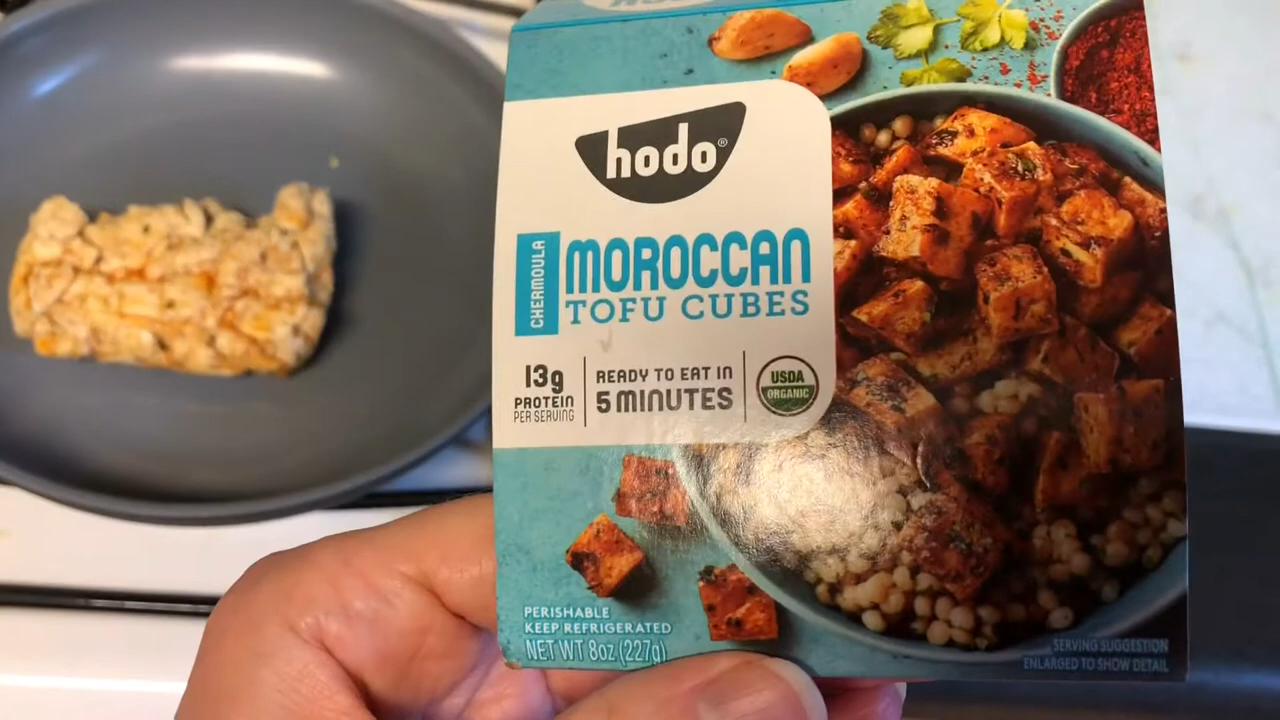 hodo®
CHERMOULA
MOROCCAN
TOFU CUBES
13g
PROTEIN
PER SERVING
READY TO EAT IN
5 MINUTES
USDA
ORGANIC
PERISHABLE
KEEP REFRIGERATED
NET WT 8oz (227g)
SERVING SUGGESTION
ENLARGED TO SHOW DETAIL